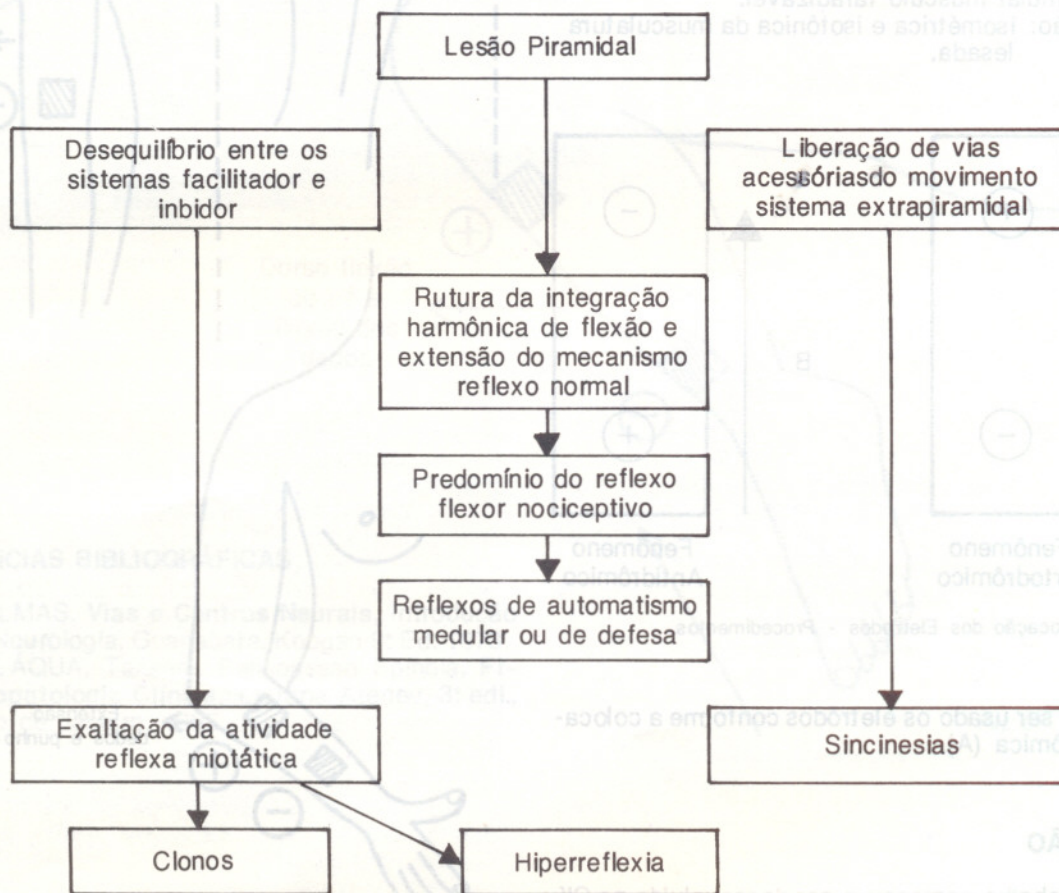 Lesão Piramidal
Desequilíbrio entre os
sistemas facilitador e
inbidor
Liberação de vias
acessóriasdo movimento
sistema extrapiramidal
Rutura da integração
harmônica de flexão e
extensão do mecanismo
reflexo normal
Predomínio do reflexo
flexor nociceptivo
Reflexos de automatismo
medular ou de defesa
Exaltação da atividade
reflexa miotática
Sincinesias
Clonos
Hiperreflexia